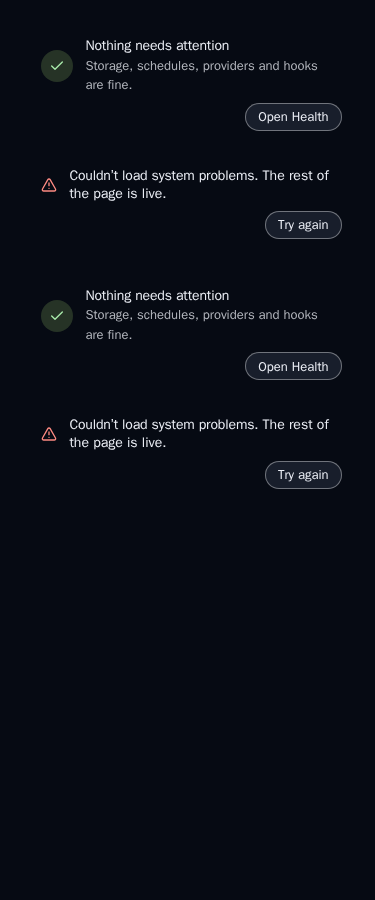 Nothing needs attention
Storage, schedules, providers and hooks
are fine.
Open Health
Couldn't load system problems. The rest of
the page is live.
Try again
Nothing needs attention
Storage, schedules, providers and hooks
are fine.
Open Health
Couldn't load system problems. The rest of
the page is live.
Try again